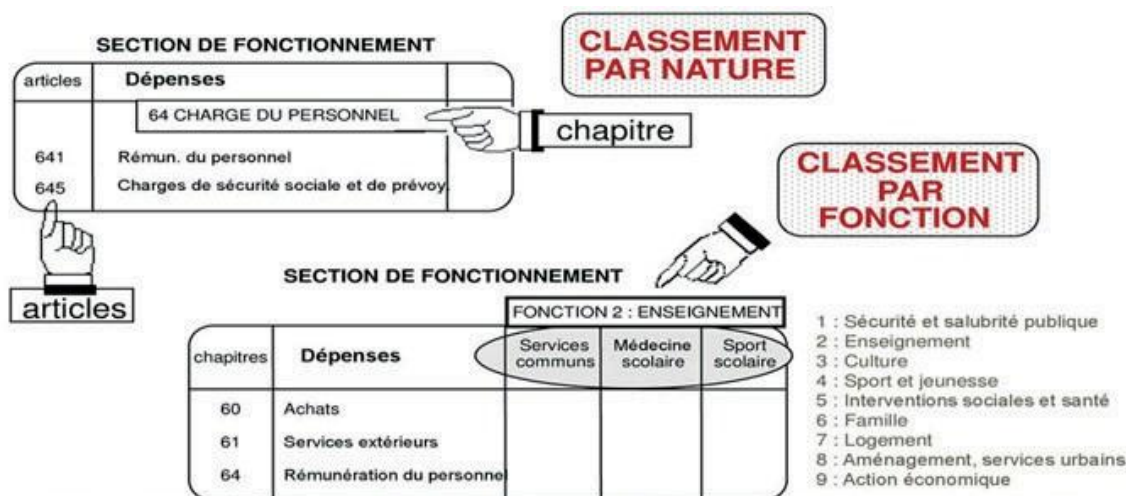 SECTION DE FONCTIONNEMENT
CLASSEMENT
PAR NATURE
articles Dépenses
64 CHARGE DU PERSONNEL
chapitre
641 Rémun. du personnel
645 Charges de sécurité sociale et de prévoy.
articles
CLASSEMENT
PAR
FONCTION
SECTION DE FONCTIONNEMENT
FONCTION 2 : ENSEIGNEMENT
chapitres Dépenses Services communs Médecine scolaire Sport scolaire
60 Achats
61 Services extérieurs
64 Rémunération du personnel
1 : Sécurité et salubrité publique
2 : Enseignement
3 : Culture
4 : Sport et jeunesse
5 : Interventions sociales et santé
6 : Famille
7 : Logement
8 : Aménagement, services urbains
9 : Action économique